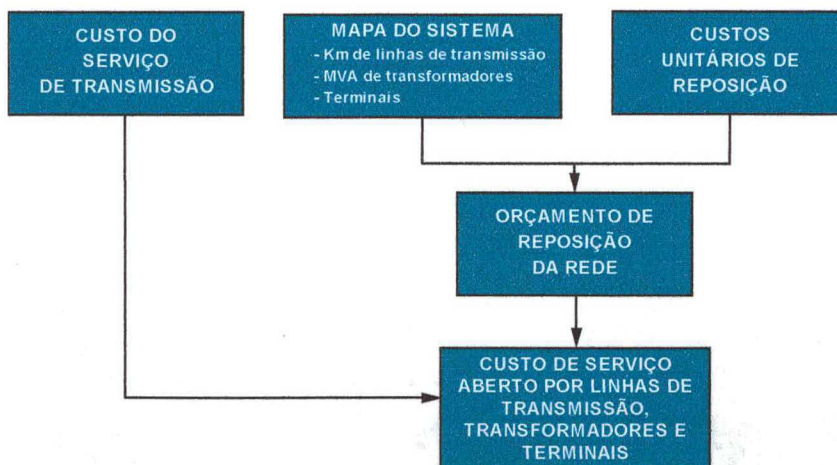 CUSTO DO
SERVIÇO
DE TRANSMISSÃO
MAPA DO SISTEMA
- Km de linhas de transmissão
- MVA de transformadores
- Terminais
CUSTOS
UNITÁRIOS DE
REPOSIÇÃO
ORÇAMENTO DE
REPOSIÇÃO
DA REDE
CUSTO DE SERVIÇO
ABERTO POR LINHAS DE
TRANSMISSÃO,
TRANSFORMADORES E
TERMINAIS